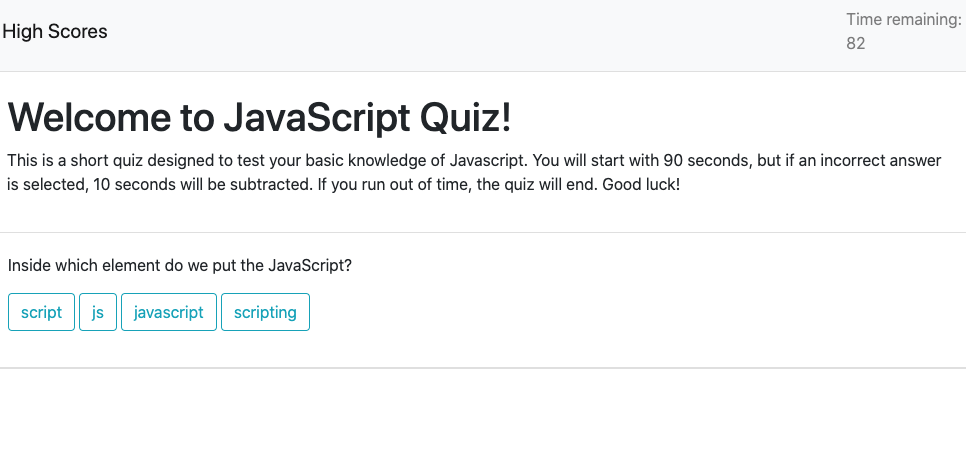 High Scores
Time remaining:
82
Welcome to JavaScript Quiz!
This is a short quiz designed to test your basic knowledge of Javascript. You will start with 90 seconds, but if an incorrect answer
is selected, 10 seconds will be subtracted. If you run out of time, the quiz will end. Good luck!
Inside which element do we put the JavaScript?
script js javascript scripting